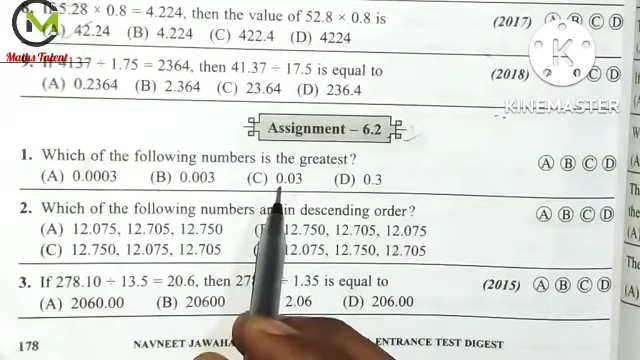 8. If 5.28 × 0.8 = 4.224, then the value of 52.8 × 0.8 is
(2017) A B C D
(A) 42.24 (B) 4.224 (C) 422.4 (D) 4224
M
Maths Talent
9. If 4137 ÷ 1.75 = 2364, then 41.37 ÷ 17.5 is equal to
(2018) C D
(A) 0.2364 (B) 2.364 (C) 23.64 (D) 236.4
K
KINEMASTER
Assignment – 6.2
1. Which of the following numbers is the greatest?
A B C D
(A) 0.0003 (B) 0.003 (C) 0.03 (D) 0.3
2. Which of the following numbers in descending order?
A B C D
(A) 12.075, 12.705, 12.750 12.750, 12.705, 12.075
(C) 12.750, 12.075, 12.705 12.075, 12.750, 12.705
3. If 278.10 ÷ 13.5 = 20.6, then ÷ 1.35 is equal to
(2015) A B C D
(A) 2060.00 (B) 20600 2.06 (D) 206.00
178 NAVNEET ENTRANCE TEST DIGEST